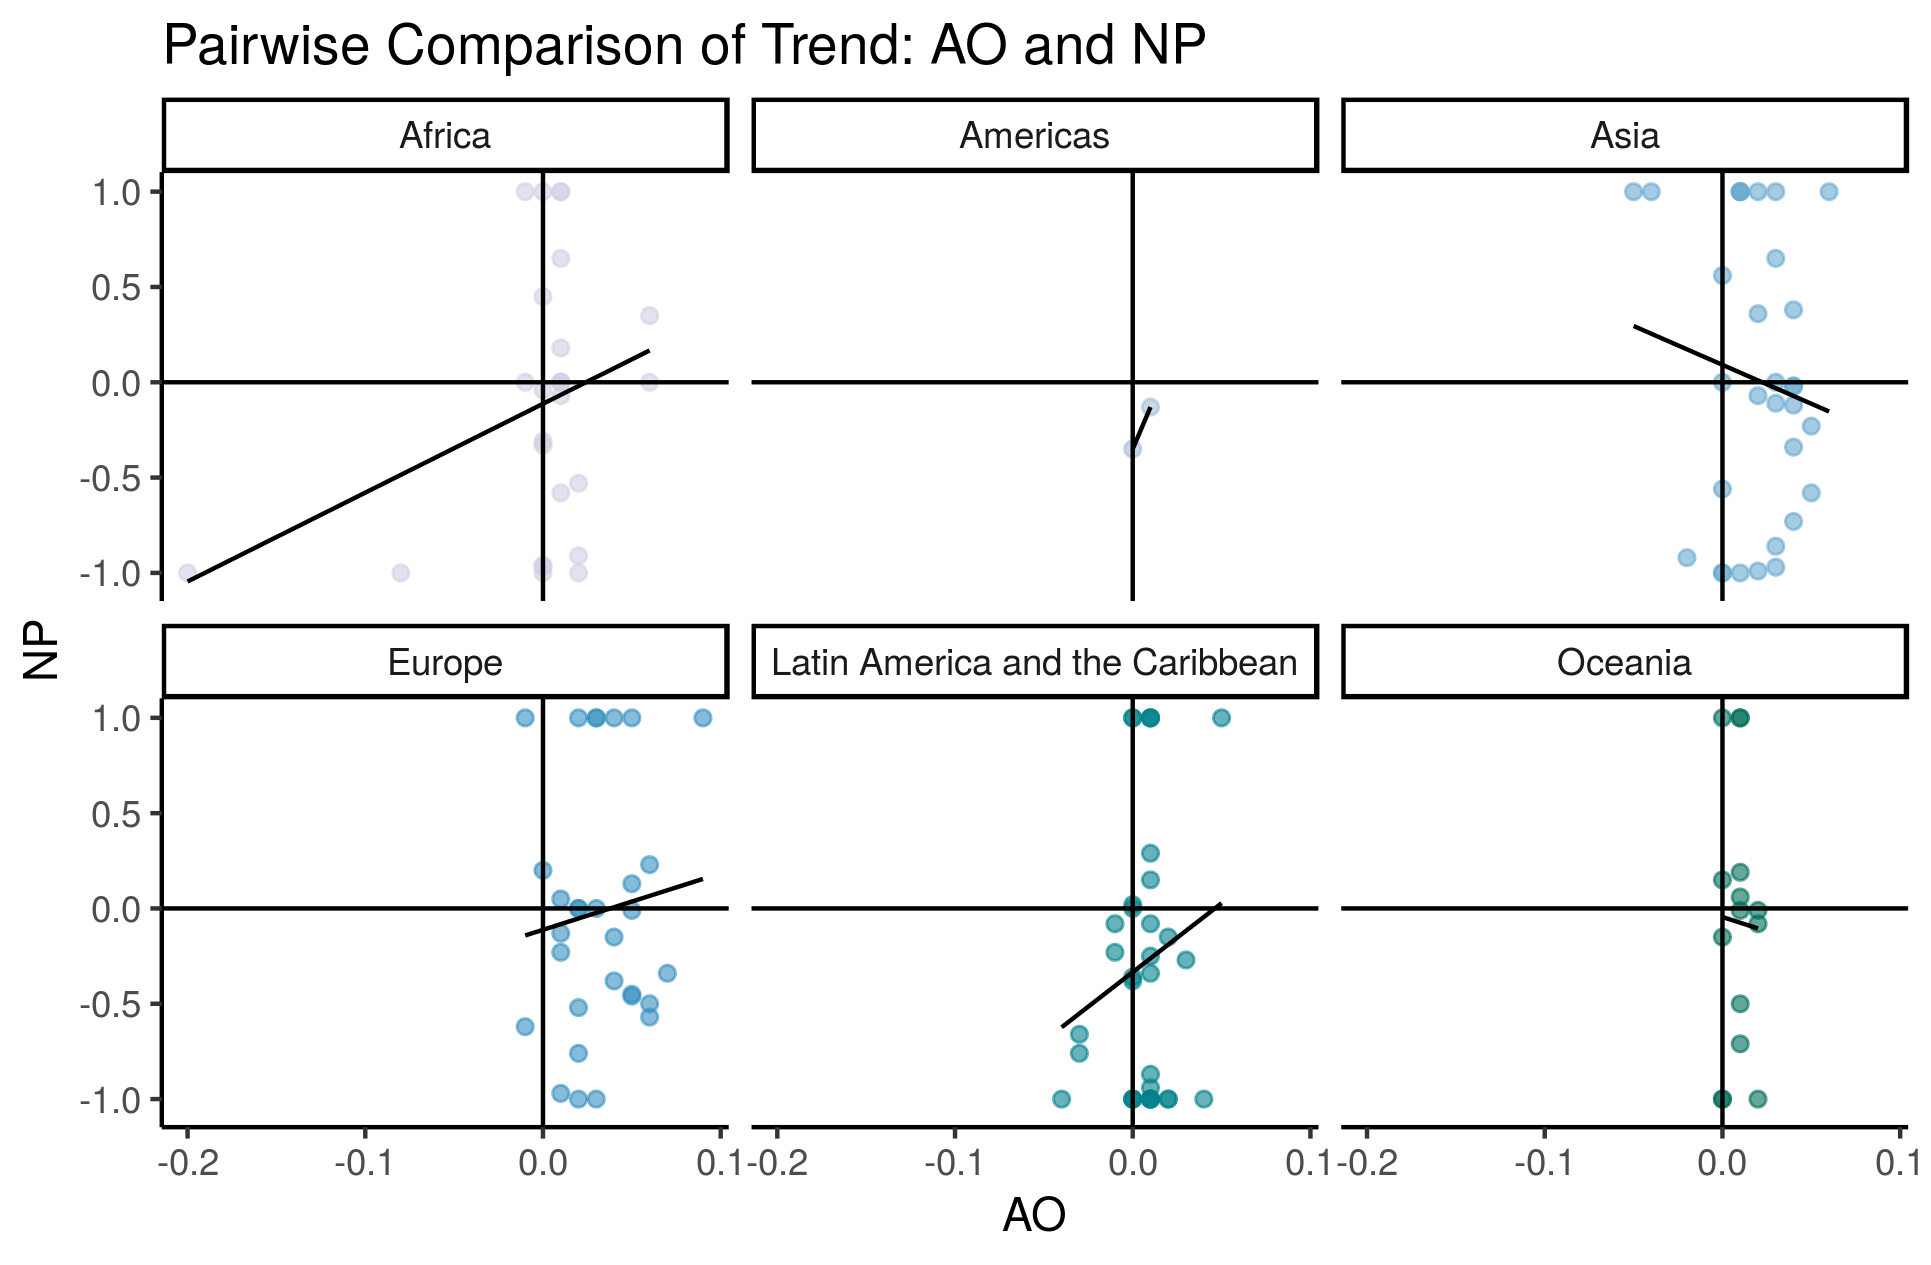 Pairwise Comparison of Trend: AO and NP
Africa
Americas
Asia
1.0
0.5
0.0
-0.5
-1.0
NP
Europe
Latin America and the Caribbean
Oceania
1.0
0.5
0.0
-0.5
-1.0
-0.2 -0.1 0.0 0.1 -0.2 -0.1 0.0 0.1 -0.2 -0.1 0.0 0.1
AO